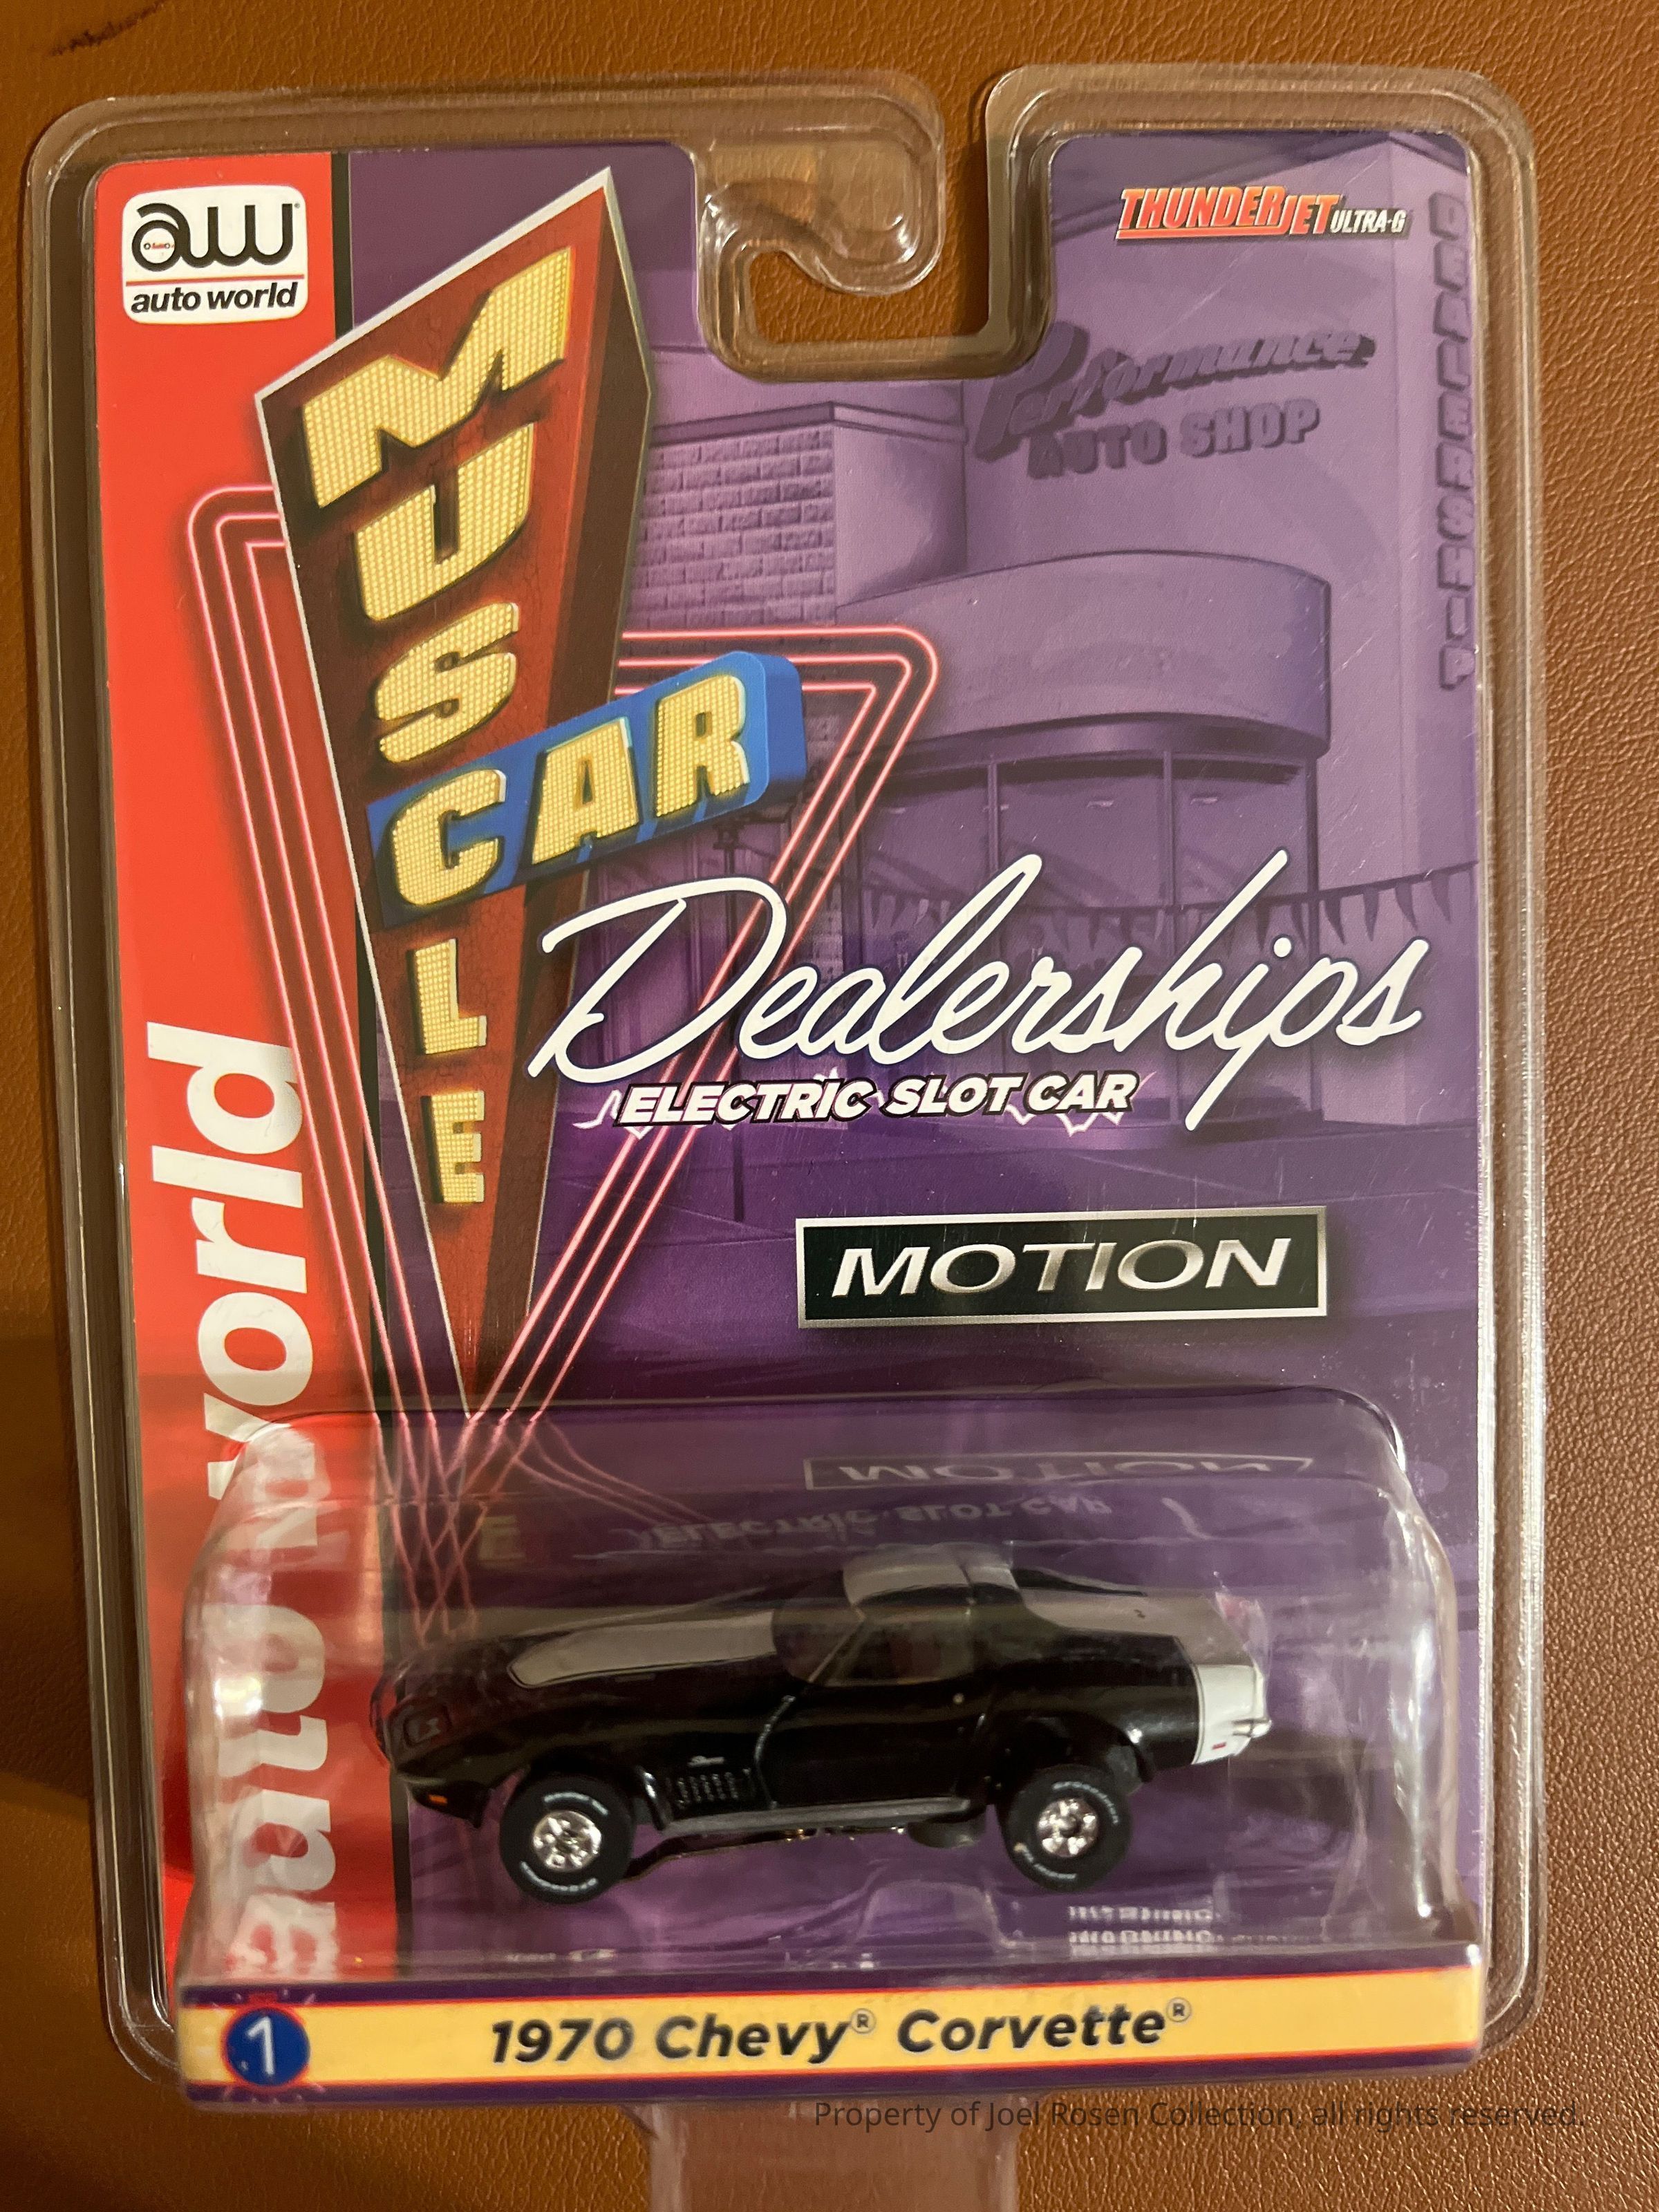 aw®
auto world
THUNDERJET ULTRA-G
Performance
AUTO SHOP
DEALERSHIP
MUSCLE
CAR
Dealerships
ELECTRIC SLOT CAR
MOTION
auto world
1 1970 Chevy® Corvette®
Property of Joel Rosen Collection, all rights reserved.